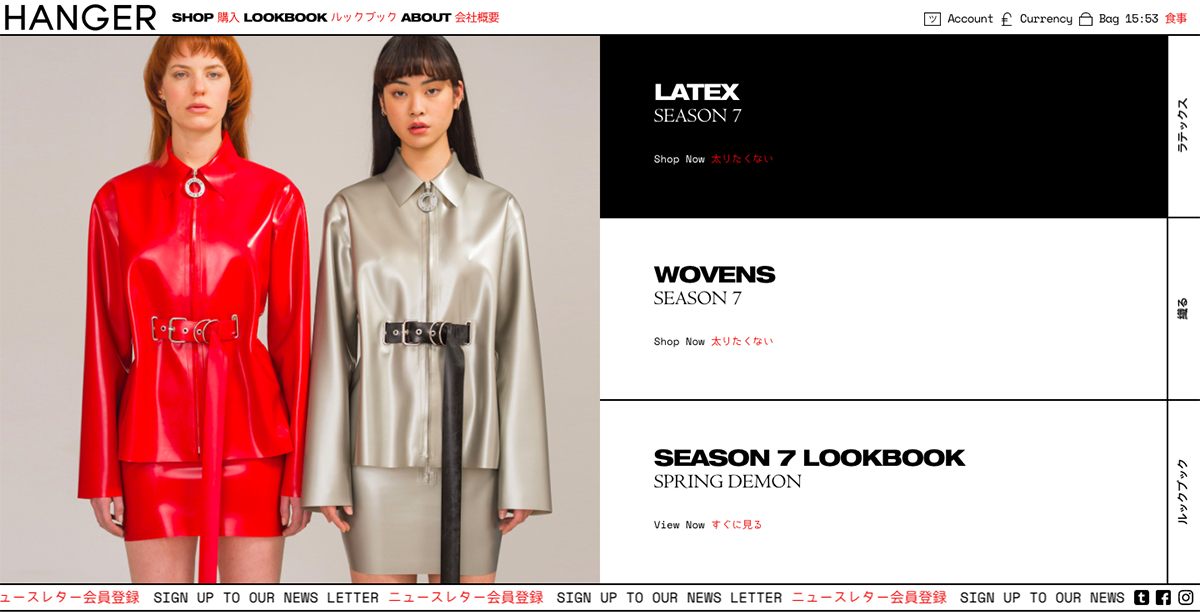 HANGER SHOP 購入 LOOKBOOK ルックブック ABOUT 会社概要 Account £ Currency Bag 15:53 食事
LATEX
SEASON 7
Shop Now 太りたくない
ラテックス
WOVENS
SEASON 7
Shop Now 太りたくない
織る
SEASON 7 LOOKBOOK
SPRING DEMON
View Now すぐに見る
ルックブック
ュースレター会員登録 SIGN UP TO OUR NEWS LETTER ニュースレター会員登録 SIGN UP TO OUR NEWS LETTER ニュースレター会員登録 SIGN UP TO OUR NEWS